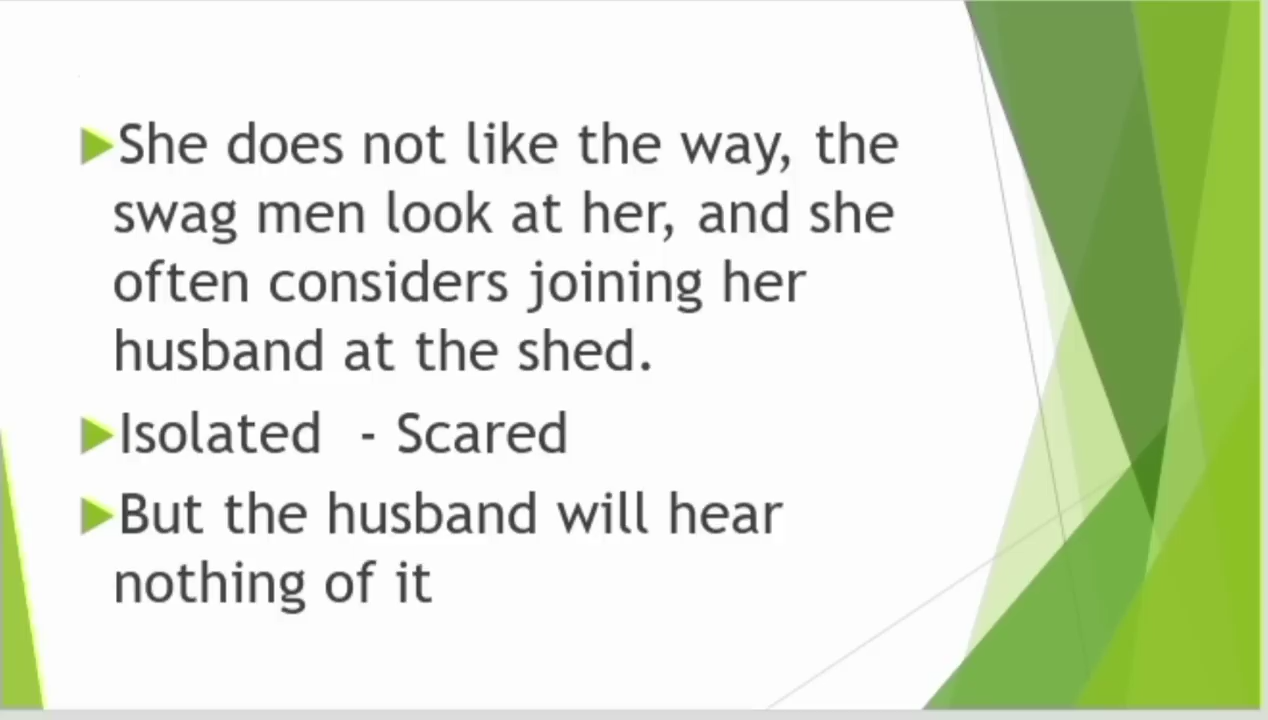 She does not like the way, the
swag men look at her, and she
often considers joining her
husband at the shed.
Isolated - Scared
But the husband will hear
nothing of it